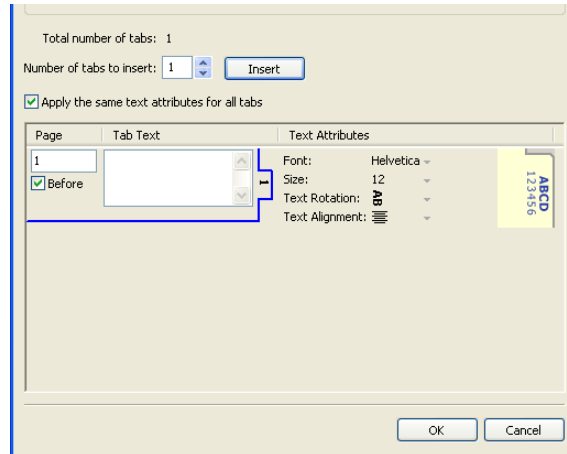 Total number of tabs: 1
Number of tabs to insert: 1 Insert
Apply the same text attributes for all tabs
Page Tab Text Text Attributes
1
Before
1
Font: Helvetica
Size: 12
Text Rotation: AB
Text Alignment:
ABCD
123456
OK Cancel